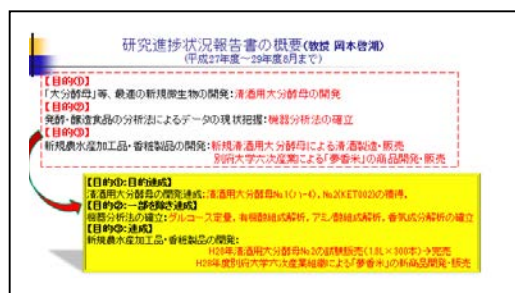 研究進捗状況報告書の概要(教授 岡本啓湖)
(平成27年度～29年度8月まで)
【目的①】
「大分酵母」等、最適の新規微生物の開発：清酒用大分酵母の開発
【目的②】
発酵・醸造食品の分析法によるデータの現状把握：機器分析法の確立
【目的③】
新規農水産加工品・香粧製品の開発：新規清酒用大分酵母による清酒製造・販売
別府大学六次産業による「夢香米」の商品開発・販売
【目的①：目的達成】
清酒用大分酵母の開発達成：清酒用大分酵母No1(ハー4)、No2(KET002)の獲得。
【目的②：一部を除き達成】
機器分析法の確立：グルコース定量、有機酸組成解析、アミノ酸組成解析、香気成分解析の確立
【目的③：達成】
新規農水産加工品・香粧製品の開発：
H28年清酒用大分酵母No2の試験販売(1.8L×300本)→完売
H28年度別府大学六次産業組織による「夢香米」の新商品開発・販売